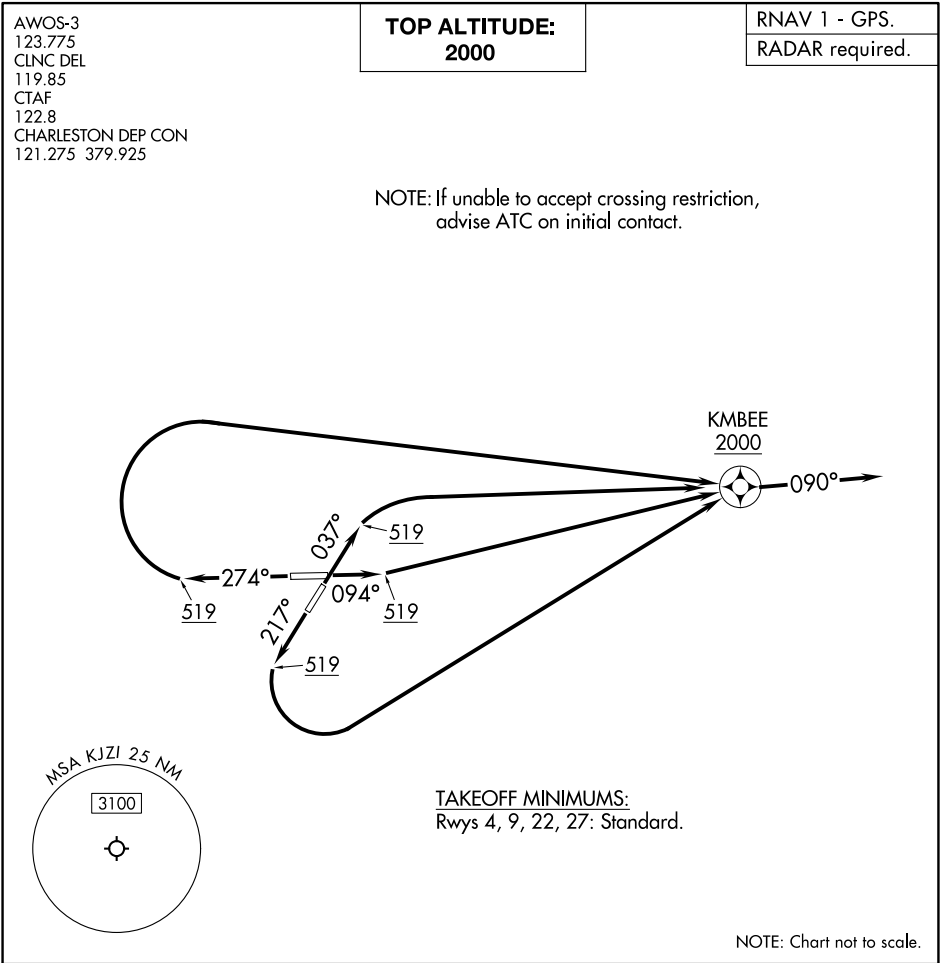 AWOS-3
123.775
CLNC DEL
119.85
CTAF
122.8
CHARLESTON DEP CON
121.275 379.925
TOP ALTITUDE:
2000
RNAV 1 - GPS.
RADAR required.
NOTE: If unable to accept crossing restriction,
advise ATC on initial contact.
KMBEE
2000
090°
037°
519
274°
094°
519
519
217°
519
MSA KJZI 25 NM
3100
TAKEOFF MINIMUMS:
Rwys 4, 9, 22, 27: Standard.
NOTE: Chart not to scale.